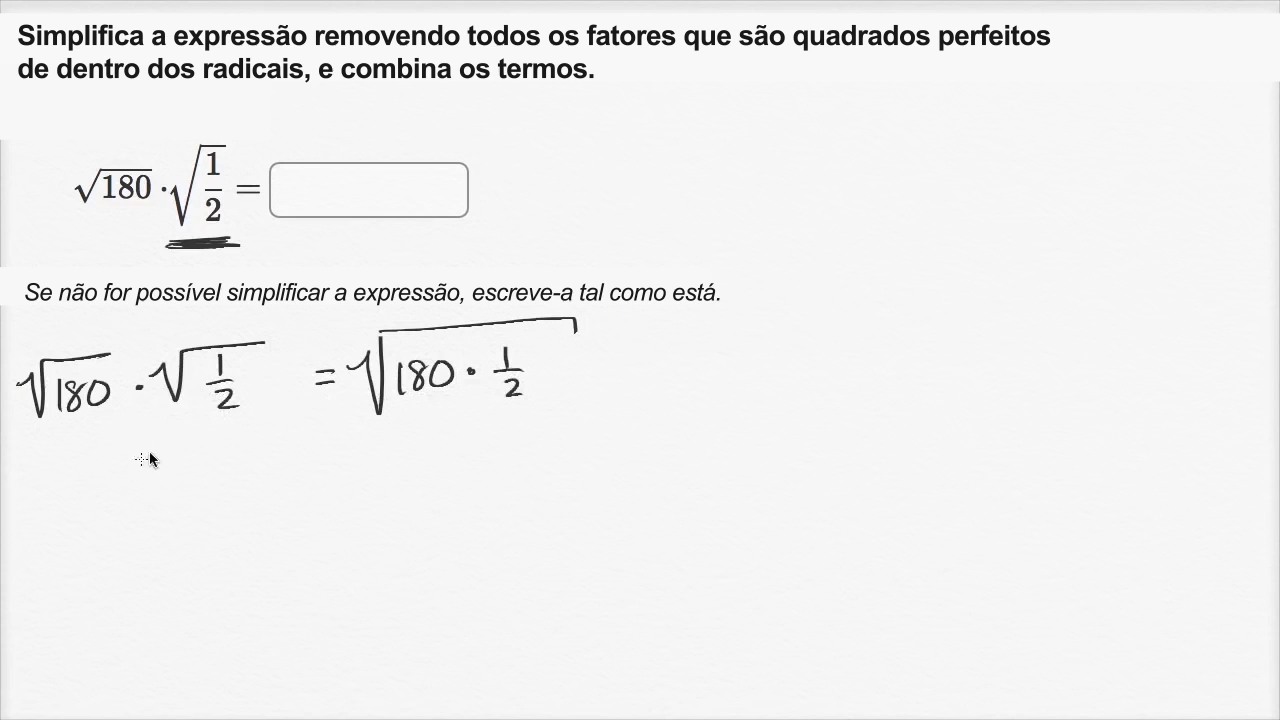 Simplifica a expressão removendo todos os fatores que são quadrados perfeitos
de dentro dos radicais, e combina os termos.
√180 · √(1/2) =
Se não for possível simplificar a expressão, escreve-a tal como está.
√180 · √(1/2) = √(180 · 1/2)